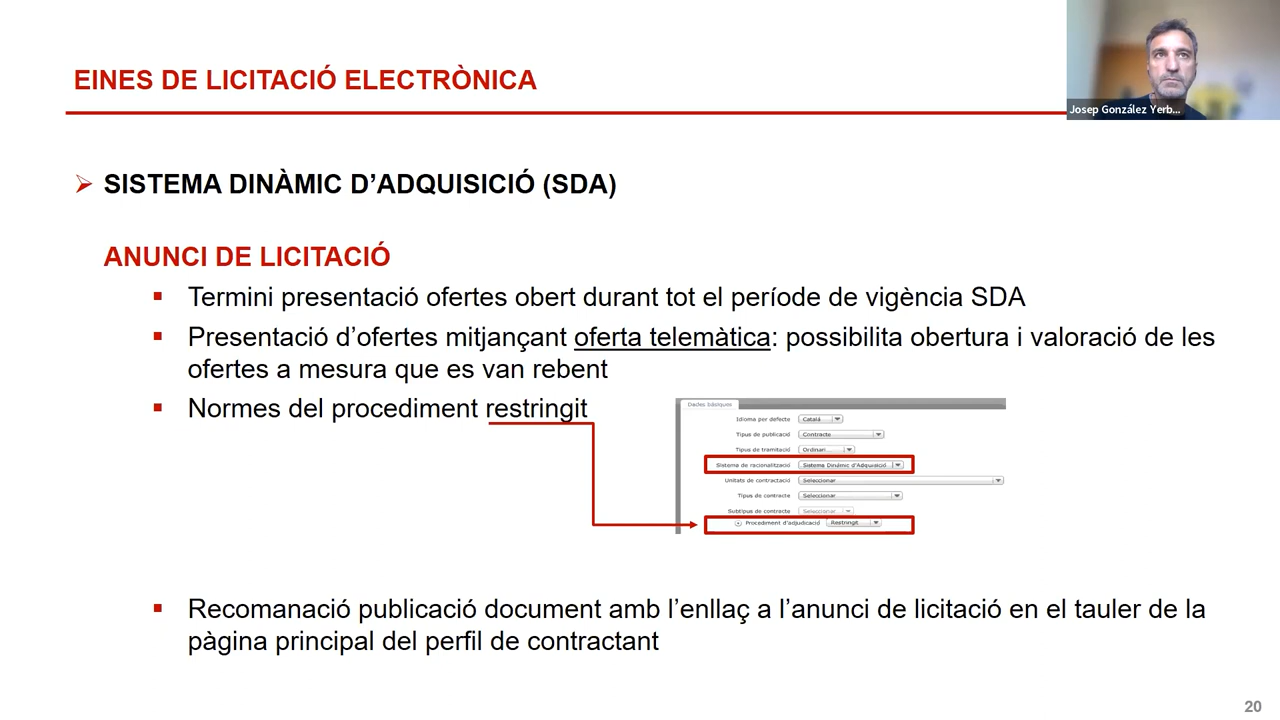 EINES DE LICITACIÓ ELECTRÒNICA
Josep González Yerb...
SISTEMA DINÀMIC D’ADQUISICIÓ (SDA)
ANUNCI DE LICITACIÓ
Termini presentació ofertes obert durant tot el període de vigència SDA
Presentació d’ofertes mitjançant oferta telemàtica: possibilita obertura i valoració de les
ofertes a mesura que es van rebent
Normes del procediment restringit
Dades bàsiques
Idioma per defecte Català
Tipus de publicació Contracte
Tipus de tramitació Ordinari...
Sistema de racionalització Sistema Dinàmic d'Adquisició
Unitats de contractació Seleccionar
Tipus de contracte Seleccionar
Subtipus de contracte Seleccionar...
Procediment d'adjudicació Restringit
Recomanació publicació document amb l’enllaç a l’anunci de licitació en el tauler de la
pàgina principal del perfil de contractant
20